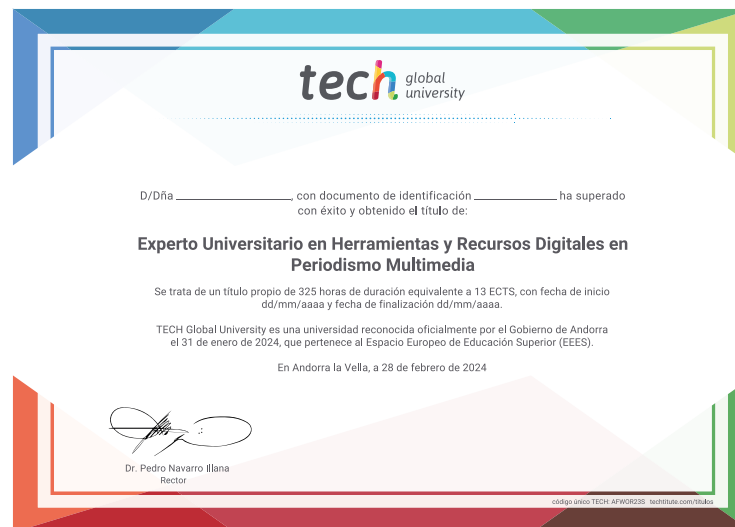 tech global
university
D/Dña ____________________, con documento de identificación ______________ ha superado
con éxito y obtenido el título de:
Experto Universitario en Herramientas y Recursos Digitales en
Periodismo Multimedia
Se trata de un título propio de 325 horas de duración equivalente a 13 ECTS, con fecha de inicio
dd/mm/aaaa y fecha de finalización dd/mm/aaaa.
TECH Global University es una universidad reconocida oficialmente por el Gobierno de Andorra
el 31 de enero de 2024, que pertenece al Espacio Europeo de Educación Superior (EEES).
En Andorra la Vella, a 28 de febrero de 2024
Dr. Pedro Navarro Illana
Rector
código único TECH: AFWOR23S techtitute.com/titulos